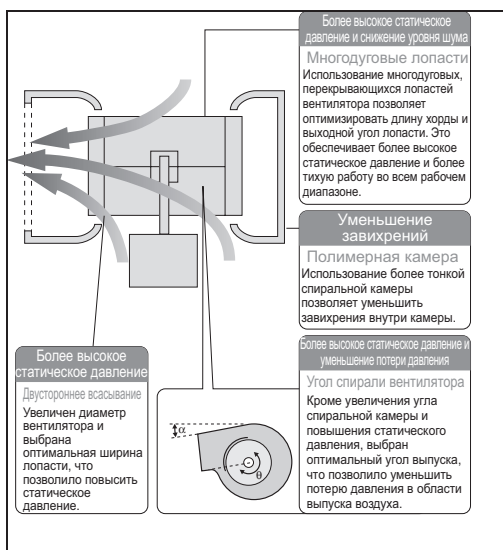 Более высокое статическое
давление и снижение уровня шума
Многодуговые лопасти
Использование многодуговых,
перекрывающихся лопастей
вентилятора позволяет
оптимизировать длину хорды и
выходной угол лопасти. Это
обеспечивает более высокое
статическое давление и более
тихую работу во всем рабочем
диапазоне.
Уменьшение
завихрений
Полимерная камера
Использование более тонкой
спиральной камеры
позволяет уменьшить
завихрения внутри камеры.
Более высокое
статическое давление
Двустороннее всасывание
Увеличен диаметр
вентилятора и
выбрана
оптимальная ширина
лопасти, что
позволило повысить
статическое
давление.
α
θ
Более высокое статическое давление и
уменьшение потери давления
Угол спирали вентилятора
Кроме увеличения угла
спиральной камеры и
повышения статического
давления, выбран
оптимальный угол выпуска,
что позволило уменьшить
потерю давления в области
выпуска воздуха.